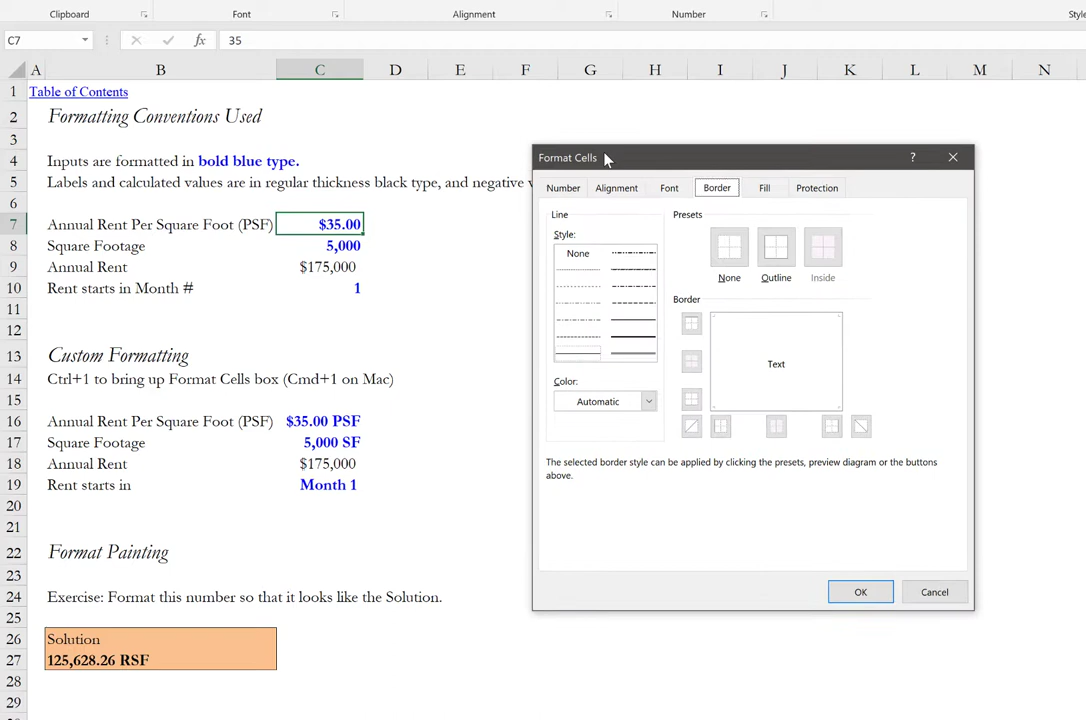 Clipboard Font Alignment Number Style
C7 fx 35
A B C D E F G H I J K L M N
1 Table of Contents
2 Formatting Conventions Used
3
4 Inputs are formatted in bold blue type.
5 Labels and calculated values are in regular thickness black type, and negative v
6
7 Annual Rent Per Square Foot (PSF) $35.00
8 Square Footage 5,000
9 Annual Rent $175,000
10 Rent starts in Month # 1
11
12
13 Custom Formatting
14 Ctrl+1 to bring up Format Cells box (Cmd+1 on Mac)
15
16 Annual Rent Per Square Foot (PSF) $35.00 PSF
17 Square Footage 5,000 SF
18 Annual Rent $175,000
19 Rent starts in Month 1
20
21
22 Format Painting
23
24 Exercise: Format this number so that it looks like the Solution.
25
26 Solution
27 125,628.26 RSF
28
29
Format Cells ?
Number Alignment Font Border Fill Protection
Line Presets
Style:
None
None Outline Inside
Border
Text
Color:
Automatic
The selected border style can be applied by clicking the presets, preview diagram or the buttons
above.
OK Cancel